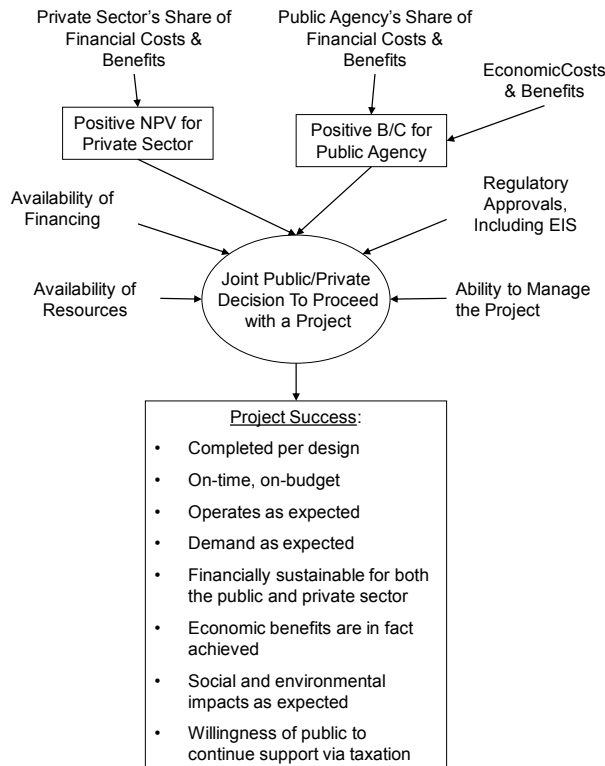 Private Sector's Share of
Financial Costs &
Benefits
Public Agency's Share of
Financial Costs &
Benefits
EconomicCosts
& Benefits
Positive NPV for
Private Sector
Positive B/C for
Public Agency
Availability of
Financing
Regulatory
Approvals,
Including EIS
Joint Public/Private
Decision To Proceed
with a Project
Availability of
Resources
Ability to Manage
the Project
Project Success:
• Completed per design
• On-time, on-budget
• Operates as expected
• Demand as expected
• Financially sustainable for both
the public and private sector
• Economic benefits are in fact
achieved
• Social and environmental
impacts as expected
• Willingness of public to
continue support via taxation